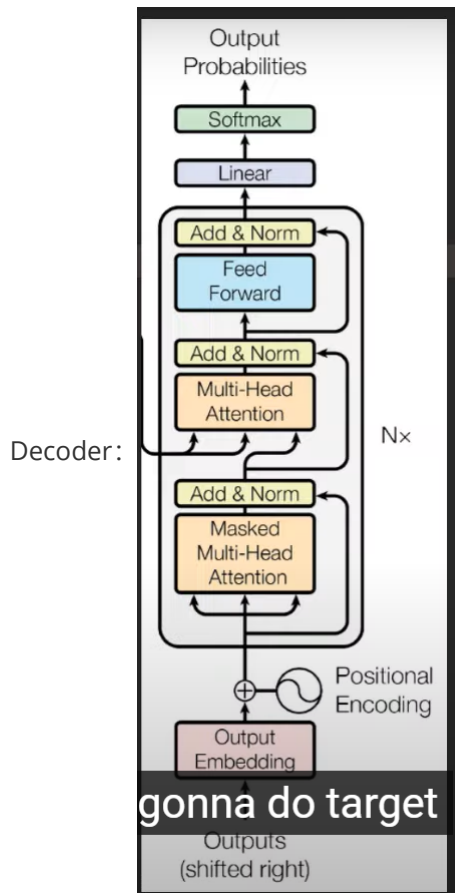 Output
Probabilities
Softmax
Linear
Add & Norm
Feed
Forward
Add & Norm
Multi-Head
Attention
Decoder:
N×
Add & Norm
Masked
Multi-Head
Attention
Positional
Encoding
Output
Embedding
gonna do target
Outputs
(shifted right)